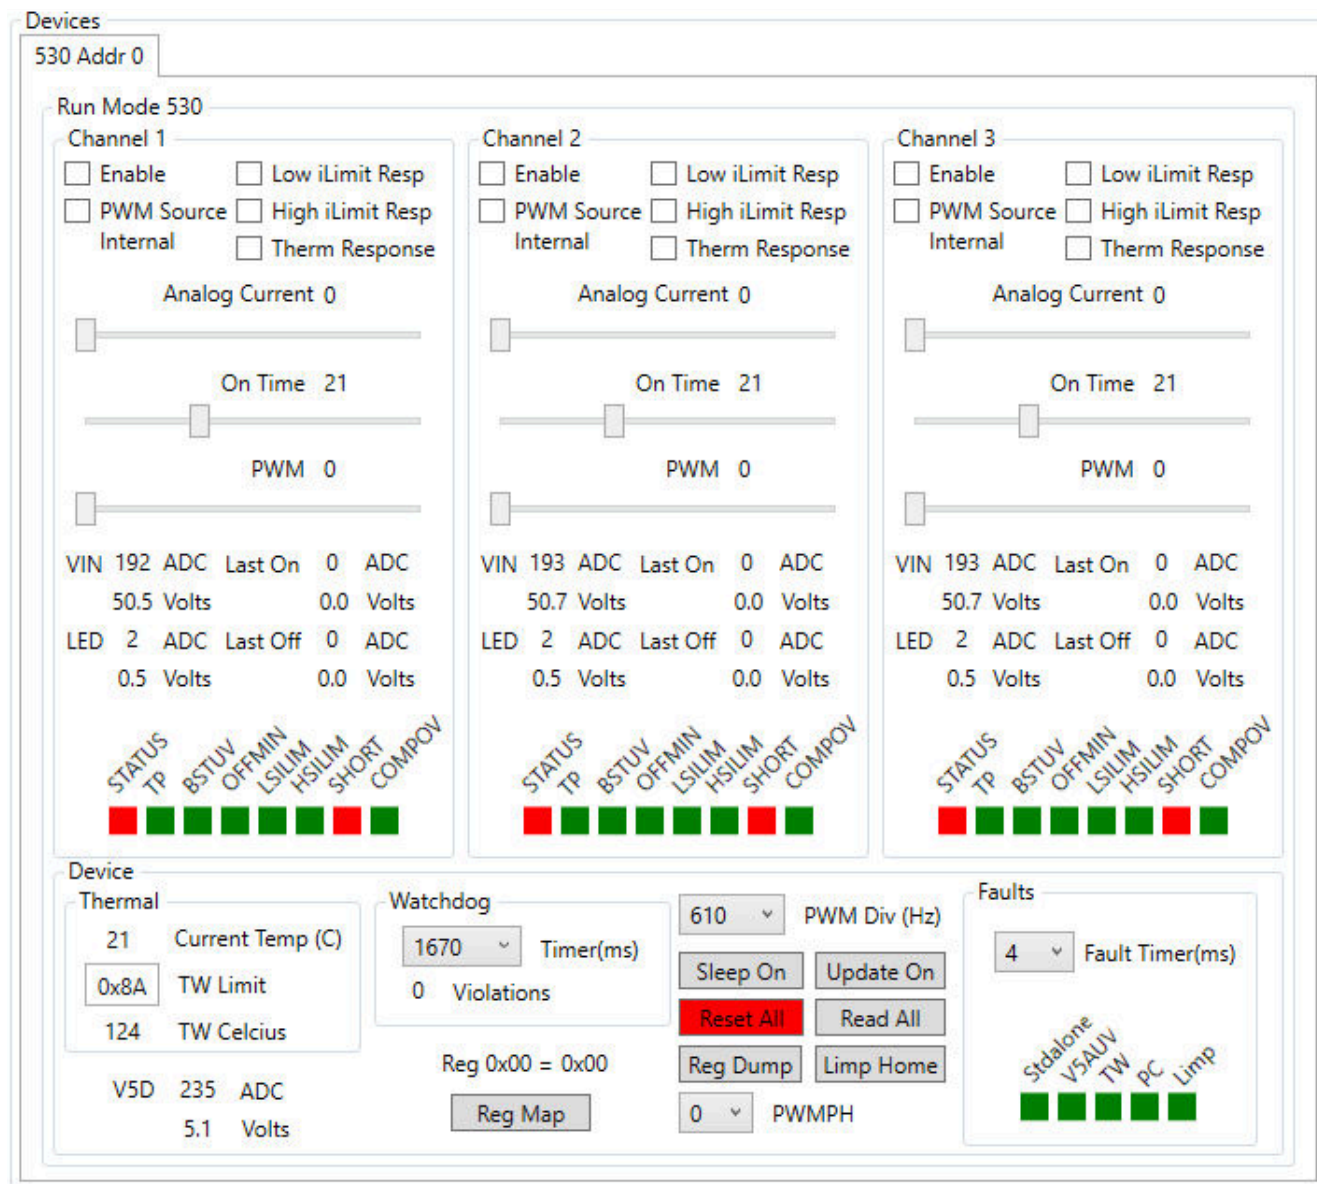 Devices
530 Addr 0
Run Mode 530
Channel 1
Enable
Low iLimit Resp
PWM Source
Internal
High iLimit Resp
Therm Response
Analog Current 0
On Time 21
PWM 0
VIN 192 ADC Last On 0 ADC
50.5 Volts 0.0 Volts
LED 2 ADC Last Off 0 ADC
0.5 Volts 0.0 Volts
STATUS
TP
BSTUV
OFFMIN
LSILIM
HSILIM
SHORT
COMPOV
Channel 2
Enable
Low iLimit Resp
PWM Source
Internal
High iLimit Resp
Therm Response
Analog Current 0
On Time 21
PWM 0
VIN 193 ADC Last On 0 ADC
50.7 Volts 0.0 Volts
LED 2 ADC Last Off 0 ADC
0.5 Volts 0.0 Volts
STATUS
TP
BSTUV
OFFMIN
LSILIM
HSILIM
SHORT
COMPOV
Channel 3
Enable
Low iLimit Resp
PWM Source
Internal
High iLimit Resp
Therm Response
Analog Current 0
On Time 21
PWM 0
VIN 193 ADC Last On 0 ADC
50.7 Volts 0.0 Volts
LED 2 ADC Last Off 0 ADC
0.5 Volts 0.0 Volts
STATUS
TP
BSTUV
OFFMIN
LSILIM
HSILIM
SHORT
COMPOV
Device
Thermal
21 Current Temp (C)
0x8A TW Limit
124 TW Celcius
V5D 235 ADC
5.1 Volts
Watchdog
1670 Timer(ms)
0 Violations
Reg 0x00 = 0x00
Reg Map
610 PWM Div (Hz)
Sleep On Update On
Reset All Read All
Reg Dump Limp Home
0 PWMPH
Faults
4 Fault Timer(ms)
Stdalone
V5AUV
TW
PC
Limp